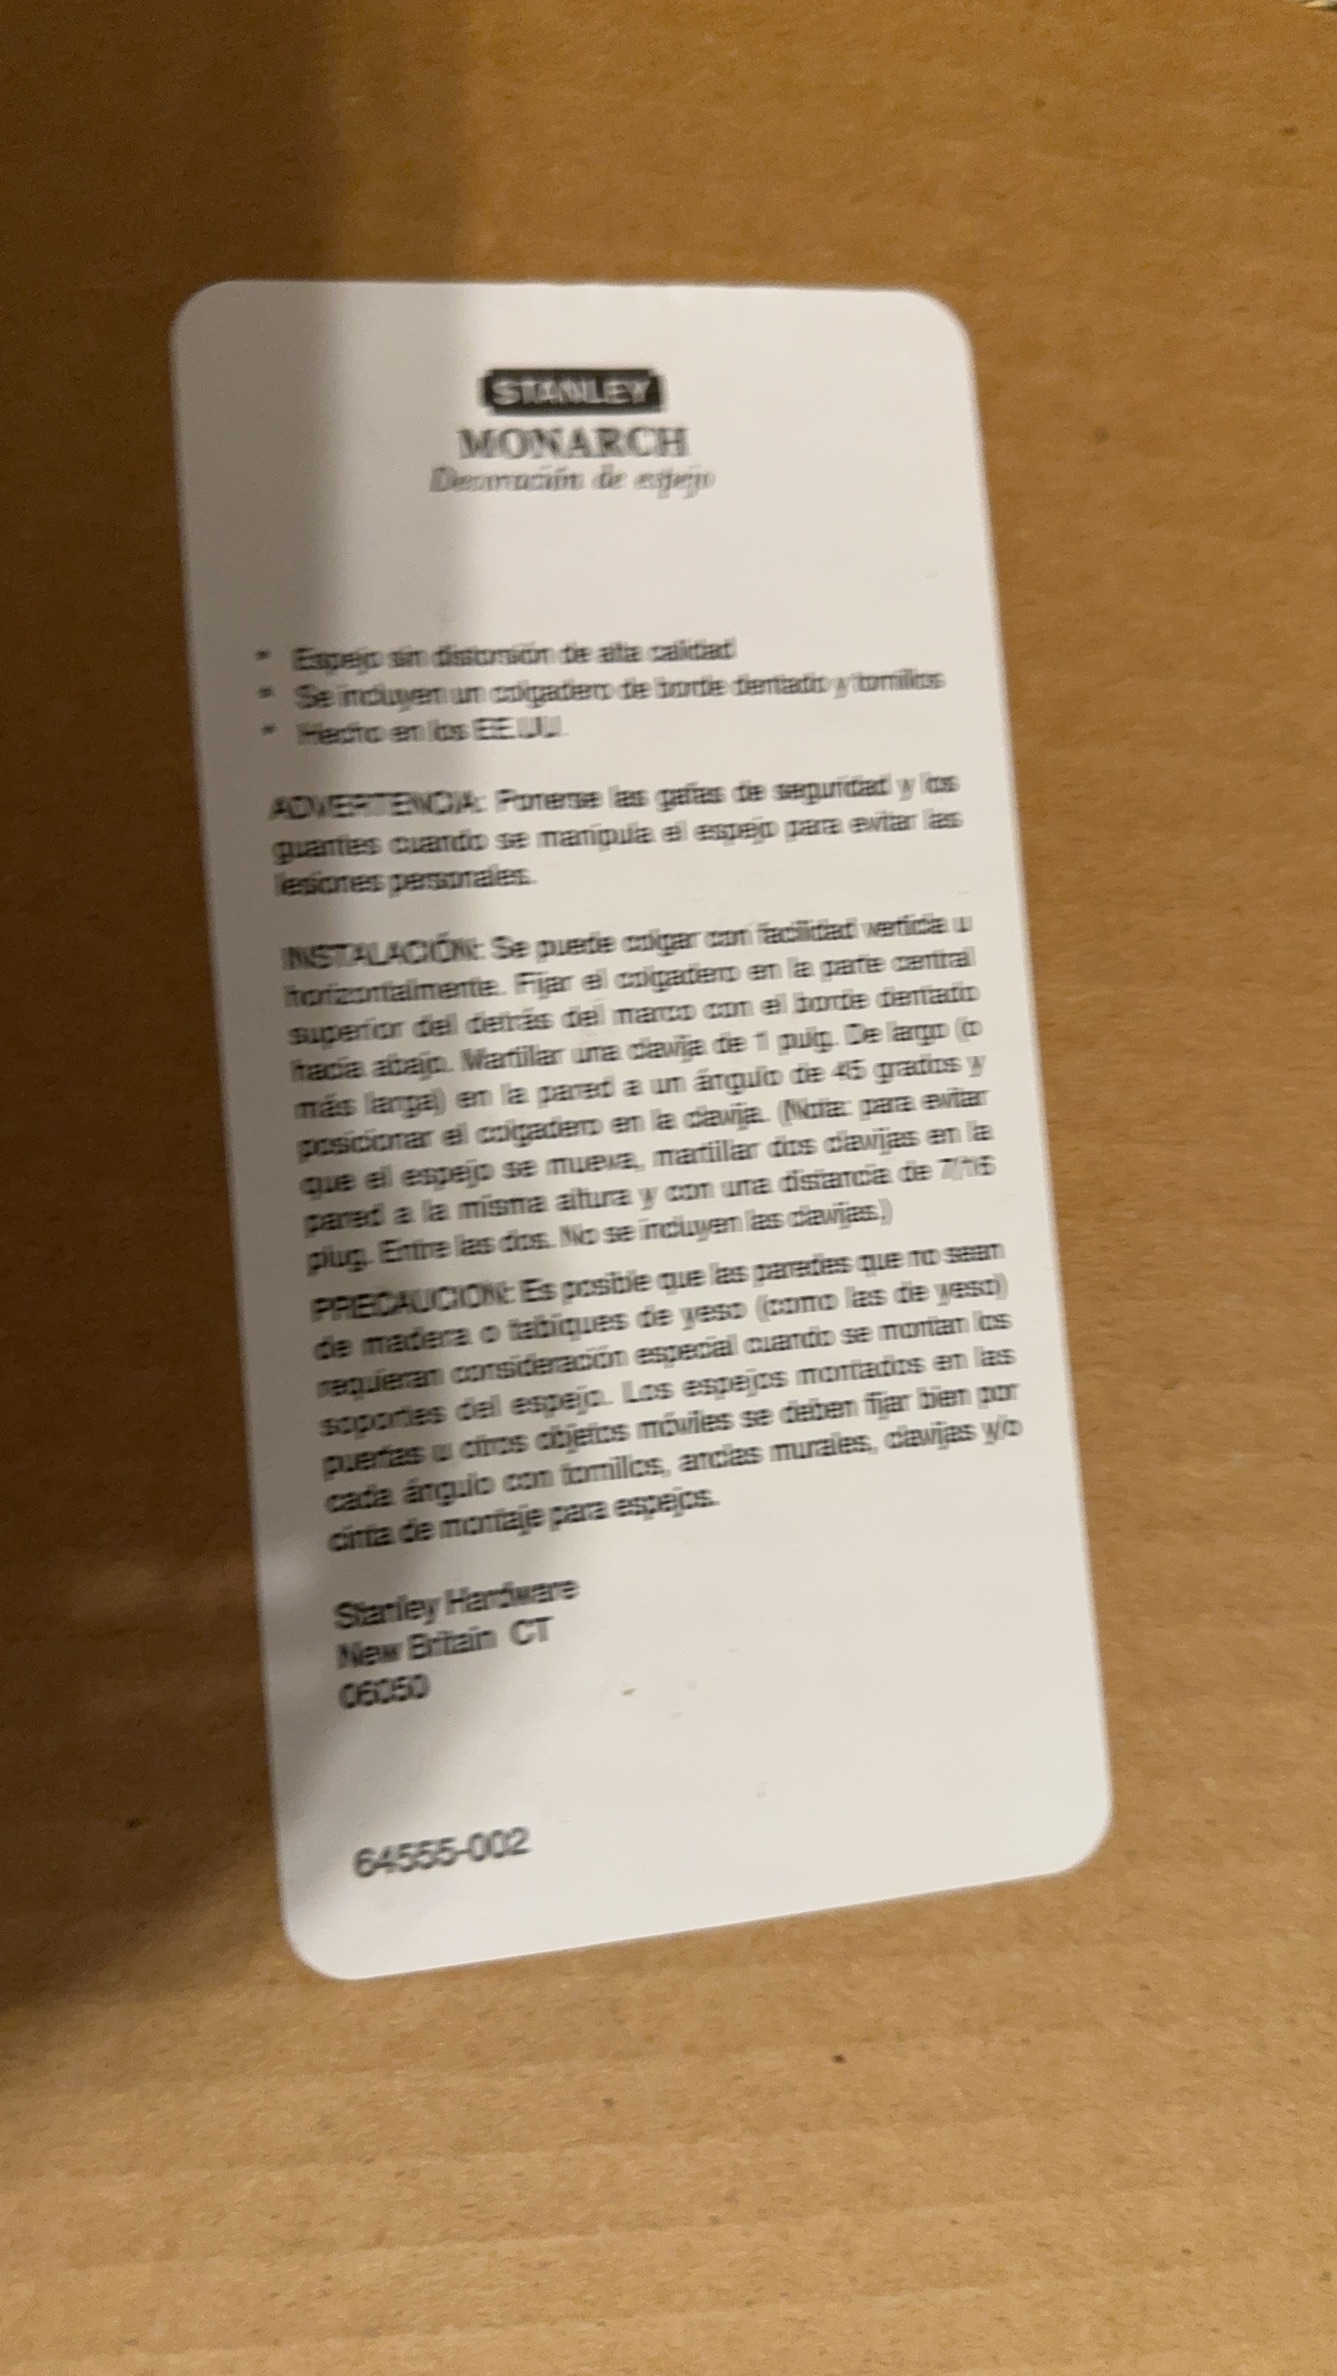 STANLEY
MONARCH
Decoración de espejo
* Espejo sin distorsión de alta calidad
* Se incluyen un colgadero de borde dentado y tornillos
* Hecho en los EE.UU.
ADVERTENCIA: Ponerse las gafas de seguridad y los
guantes cuando se manipula el espejo para evitar las
lesiones personales.
INSTALACIÓN: Se puede colgar con facilidad vertida u
horizontalmente. Fijar el colgadero en la parte central
superior del detrás del marco con el borde dentado
hacia abajo. Martillar una clavija de 1 pulg. De largo (o
más larga) en la pared a un ángulo de 45 grados y
posicionar el colgadero en la clavija. (Nota: para evitar
que el espejo se mueva, martillar dos clavijas en la
pared a la misma altura y con una distancia de 7/16
plug. Entre las dos. No se incluyen las clavijas.)
PRECAUCION: Es posible que las paredes que no sean
de madera o tabiques de yeso (como las de yeso)
requieran consideración especial cuando se montan los
soportes del espejo. Los espejos montados en las
puertas u otros objetos móviles se deben fijar bien por
cada ángulo con tornillos, anclas murales, clavijas y/o
cinta de montaje para espejos.
Stanley Hardware
New Britain CT
06050
64555-002